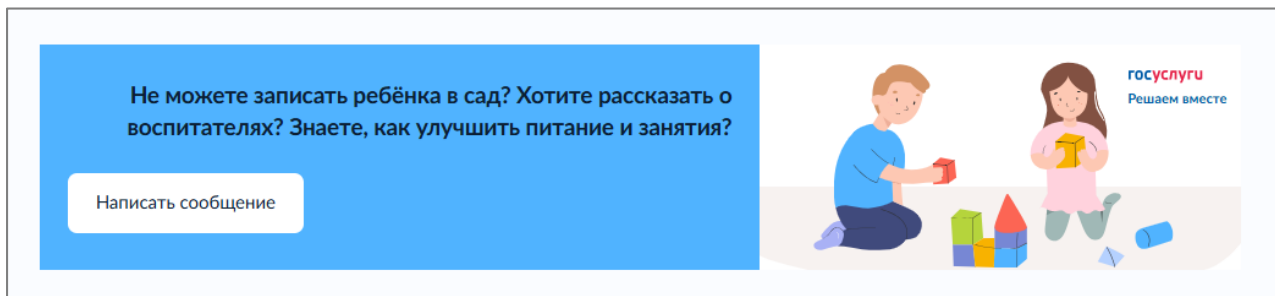 Не можете записать ребёнка в сад? Хотите рассказать о
воспитателях? Знаете, как улучшить питание и занятия?
Написать сообщение
госуслуги
Решаем вместе